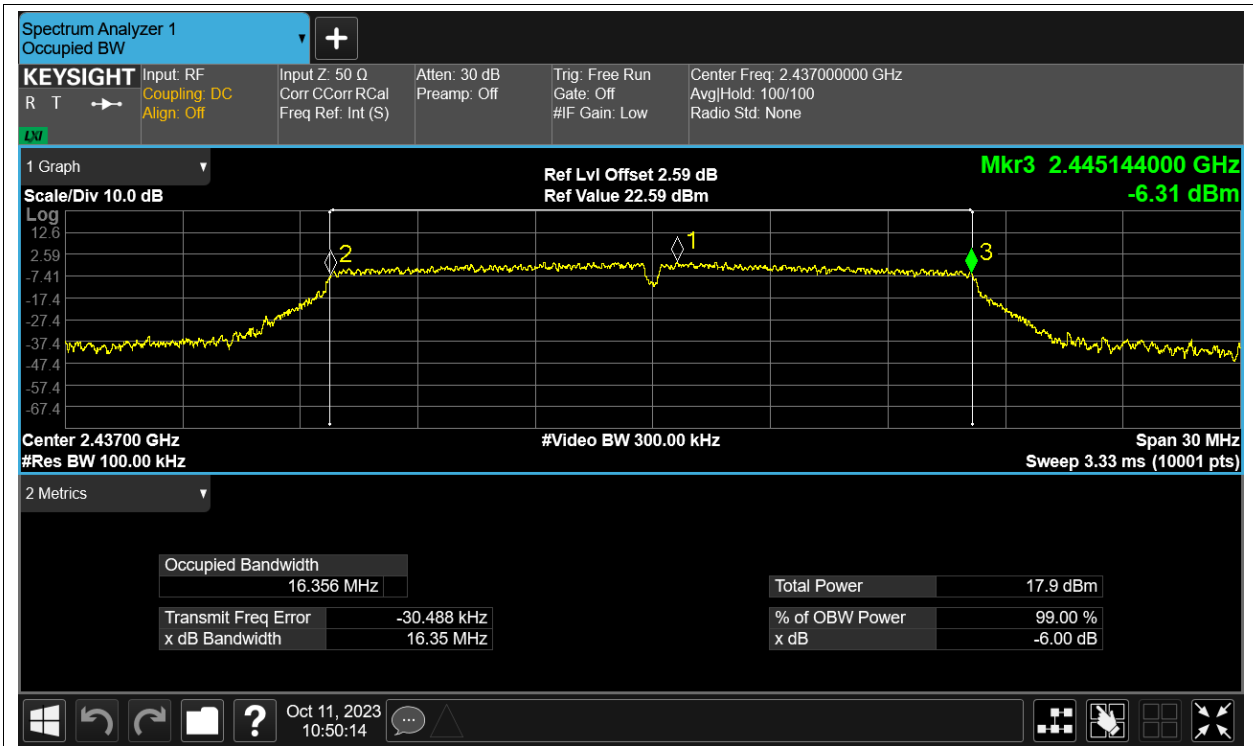 Spectrum Analyzer 1
Occupied BW
KEYSIGHT
R T
LXI
Input: RF
Coupling: DC
Align: Off
Input Z: 50 Ω
Corr CCorr RCal
Freq Ref: Int (S)
Atten: 30 dB
Preamp: Off
Trig: Free Run
Gate: Off
#IF Gain: Low
Center Freq: 2.437000000 GHz
Avg|Hold: 100/100
Radio Std: None
1 Graph
Scale/Div 10.0 dB
Ref Lvl Offset 2.59 dB
Ref Value 22.59 dBm
Mkr3 2.445144000 GHz
-6.31 dBm
Log
12.6
2.59
-7.41
-17.4
-27.4
-37.4
-47.4
-57.4
-67.4
2
1
3
Center 2.43700 GHz
#Video BW 300.00 kHz
Span 30 MHz
#Res BW 100.00 kHz
Sweep 3.33 ms (10001 pts)
2 Metrics
Occupied Bandwidth
16.356 MHz
Transmit Freq Error -30.488 kHz
x dB Bandwidth 16.35 MHz
Total Power 17.9 dBm
% of OBW Power 99.00 %
x dB -6.00 dB
?
Oct 11, 2023
10:50:14